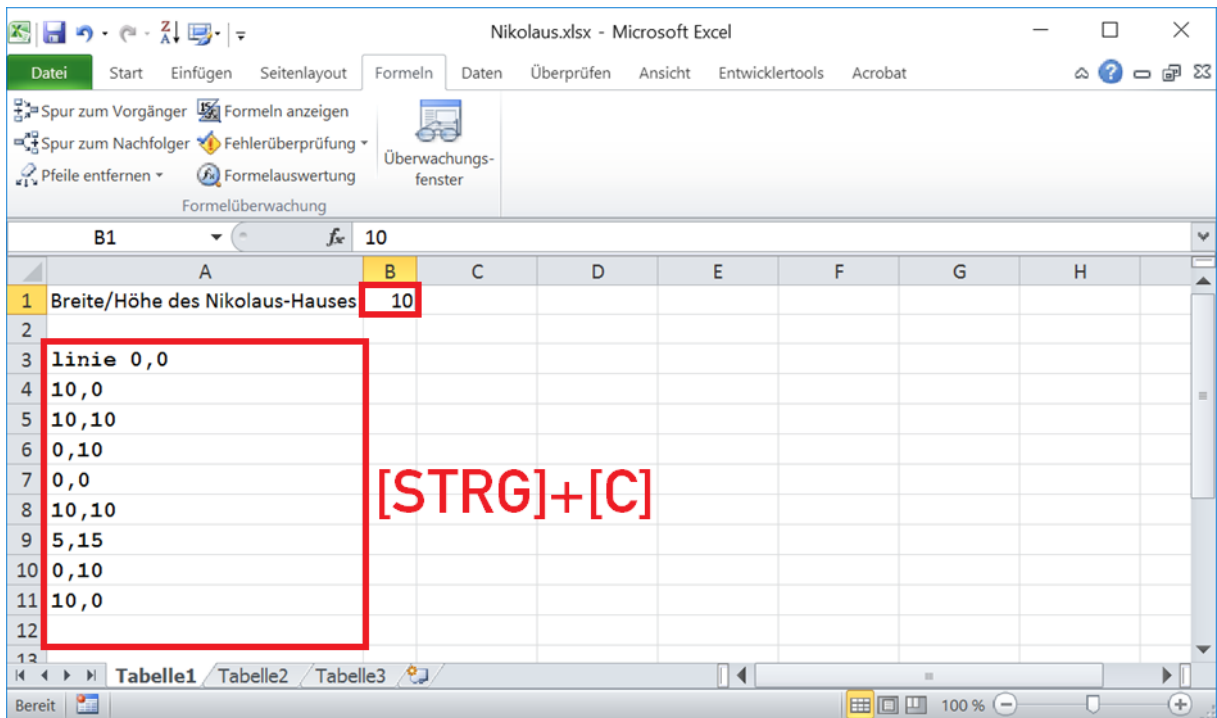 Nikolaus.xlsx - Microsoft Excel
Datei Start Einfügen Seitenlayout Formeln Daten Überprüfen Ansicht Entwicklertools Acrobat
Spur zum Vorgänger Formeln anzeigen
Spur zum Nachfolger Fehlerüberprüfung
Pfeile entfernen Formelauswertung
Überwachungs-
fenster
Formelüberwachung
B1 fx 10
A B C D E F G H
1 Breite/Höhe des Nikolaus-Hauses 10
2
3 linie 0,0
4 10,0
5 10,10
6 0,10
7 0,0
8 10,10
9 5,15
10 0,10
11 10,0
12
13
[STRG]+[C]
Tabelle1 Tabelle2 Tabelle3
Bereit 100 %